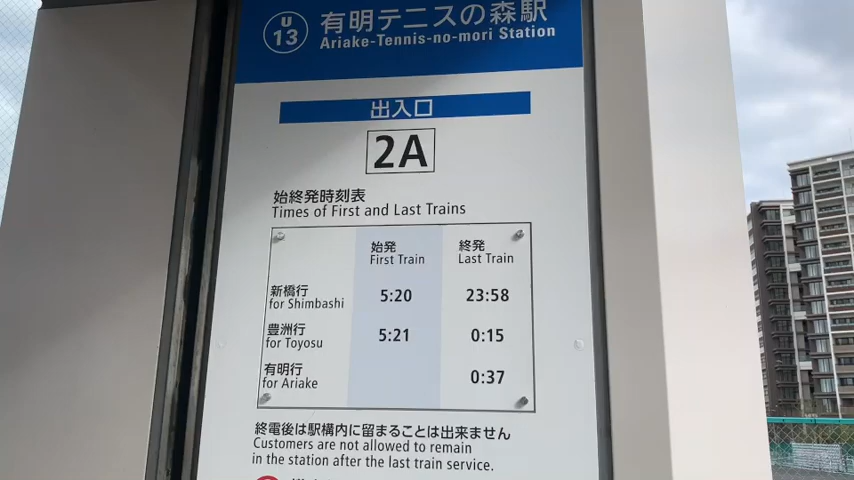 U
13
有明テニスの森駅
Ariake-Tennis-no-mori Station
出入口
2A
始終発時刻表
Times of First and Last Trains
始発 終発
First Train Last Train
新橋行
for Shimbashi 5:20 23:58
豊洲行
for Toyosu 5:21 0:15
有明行
for Ariake 0:37
終電後は駅構内に留まることは出来ません
Customers are not allowed to remain
in the station after the last train service.